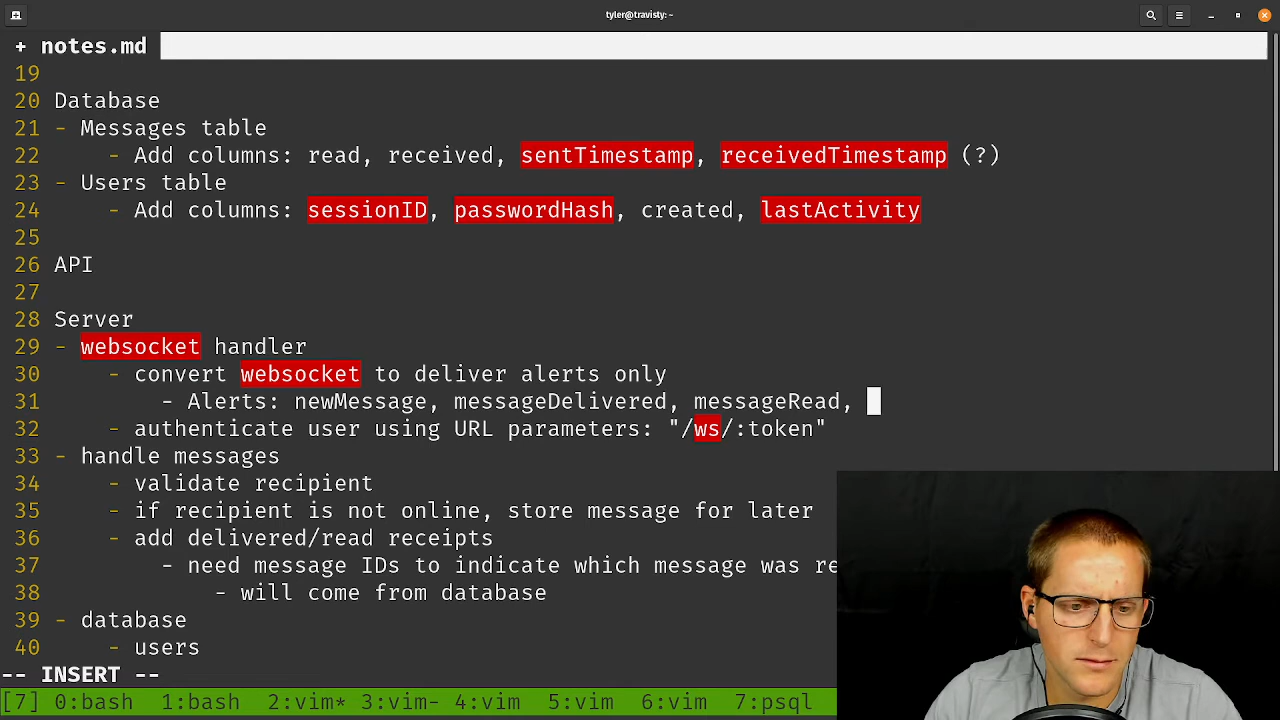 tyler@travisty: ~
+ notes.md
19
20 Database
21 - Messages table
22 - Add columns: read, received, sentTimestamp, receivedTimestamp (?)
23 - Users table
24 - Add columns: sessionID, passwordHash, created, lastActivity
25
26 API
27
28 Server
29 - websocket handler
30 - convert websocket to deliver alerts only
31 - Alerts: newMessage, messageDelivered, messageRead,
32 - authenticate user using URL parameters: "/ws/:token"
33 - handle messages
34 - validate recipient
35 - if recipient is not online, store message for later
36 - add delivered/read receipts
37 - need message IDs to indicate which message was re
38 - will come from database
39 - database
40 - users
-- INSERT --
[7] 0:bash 1:bash 2:vim* 3:vim- 4:vim 5:vim 6:vim 7:psql